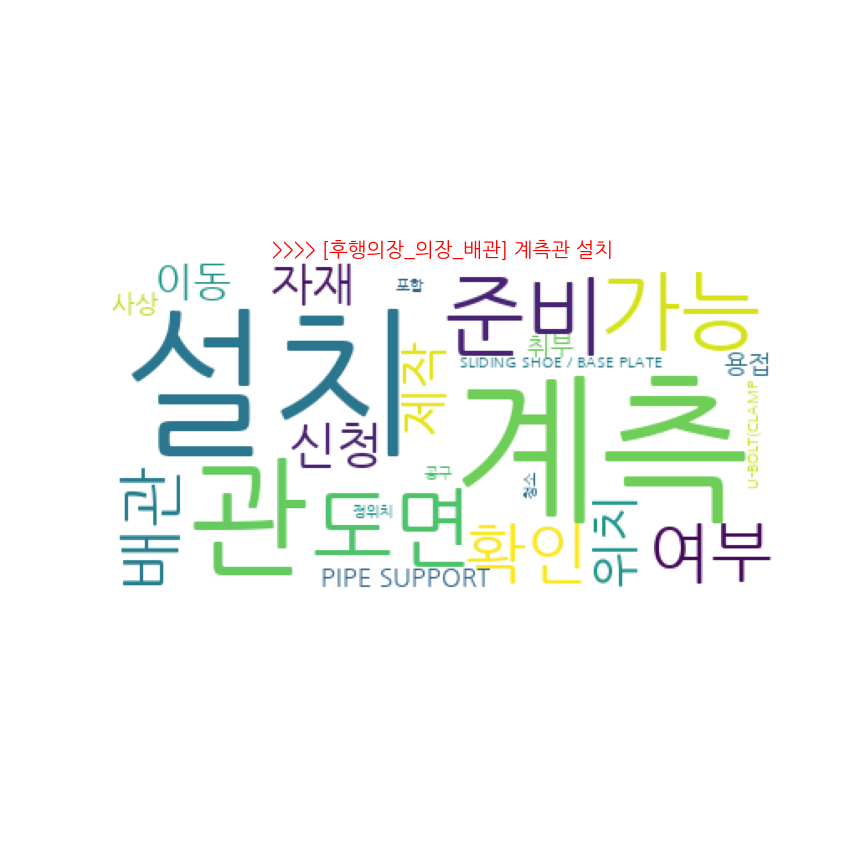 >>>> [후행의장_의장_배관] 계측관 설치
이동
자재
포함
사상
준비
가능
설치
제작
취부
SLIDING SHOE / BASE PLATE
용접
계측
U-BOLT(CLAMP
신청
관
공구
청소
배관
도면
정위치
확인
위치
여부
PIPE SUPPORT